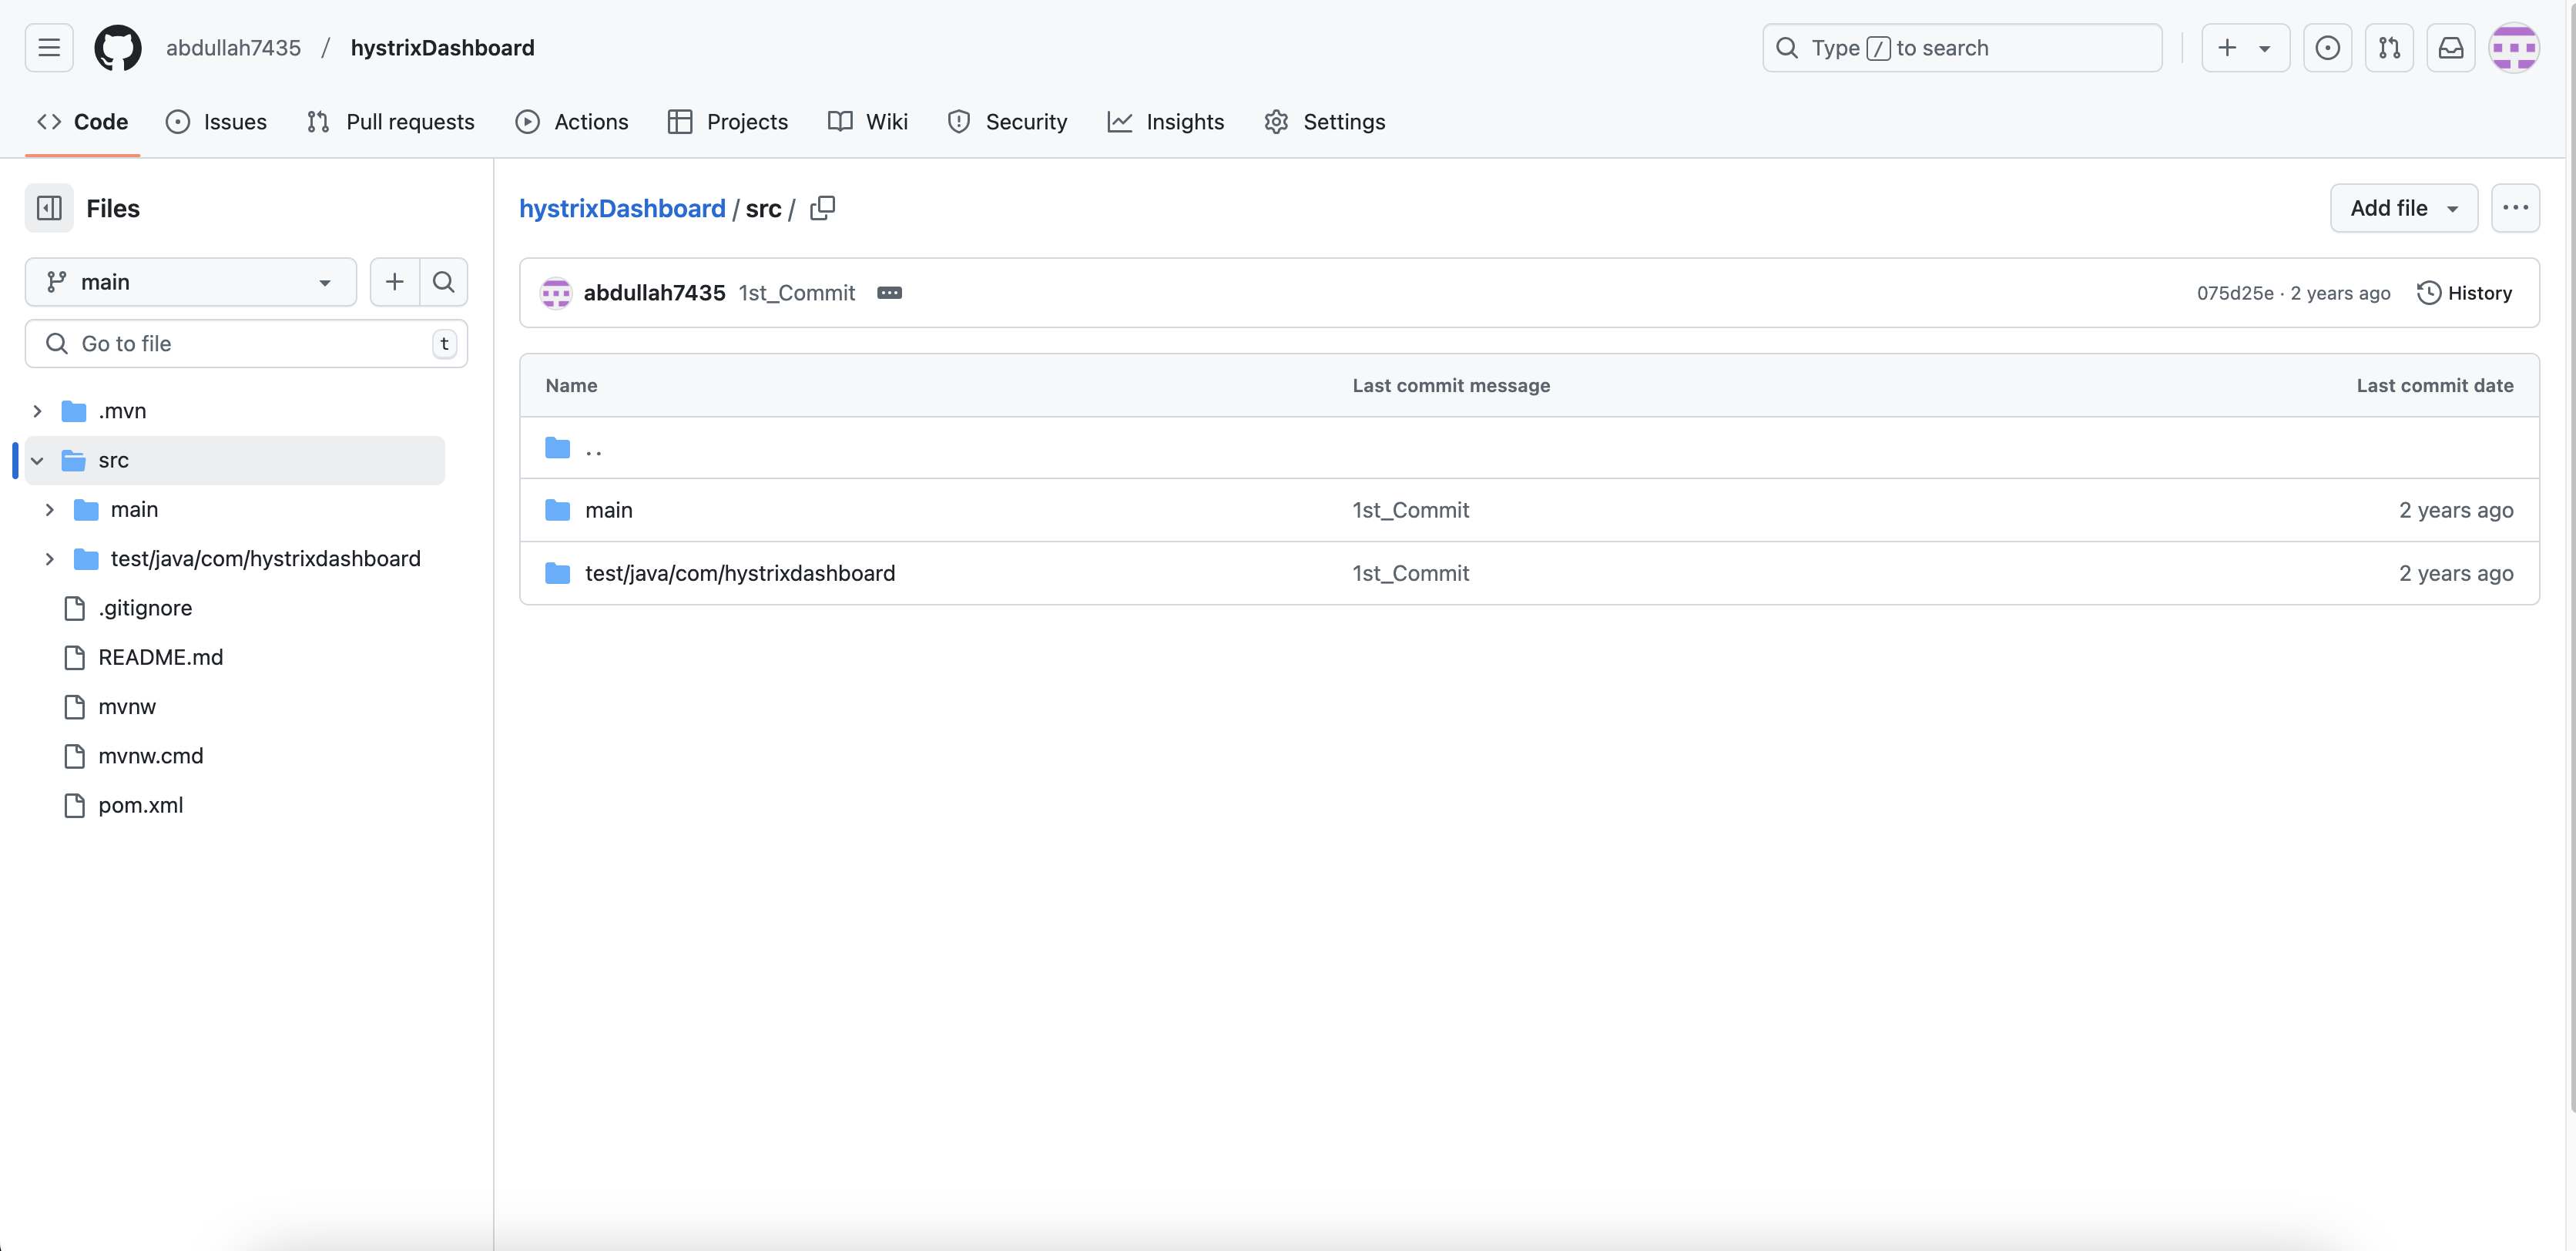 abdullah7435 / hystrixDashboard
Type / to search
Code Issues Pull requests Actions Projects Wiki Security Insights Settings
Files
main
Go to file t
.mvn
src
main
test/java/com/hystrixdashboard
.gitignore
README.md
mvnw
mvnw.cmd
pom.xml
hystrixDashboard / src /
Add file
abdullah7435 1st_Commit 075d25e · 2 years ago History
Name Last commit message Last commit date
..
main 1st_Commit 2 years ago
test/java/com/hystrixdashboard 1st_Commit 2 years ago